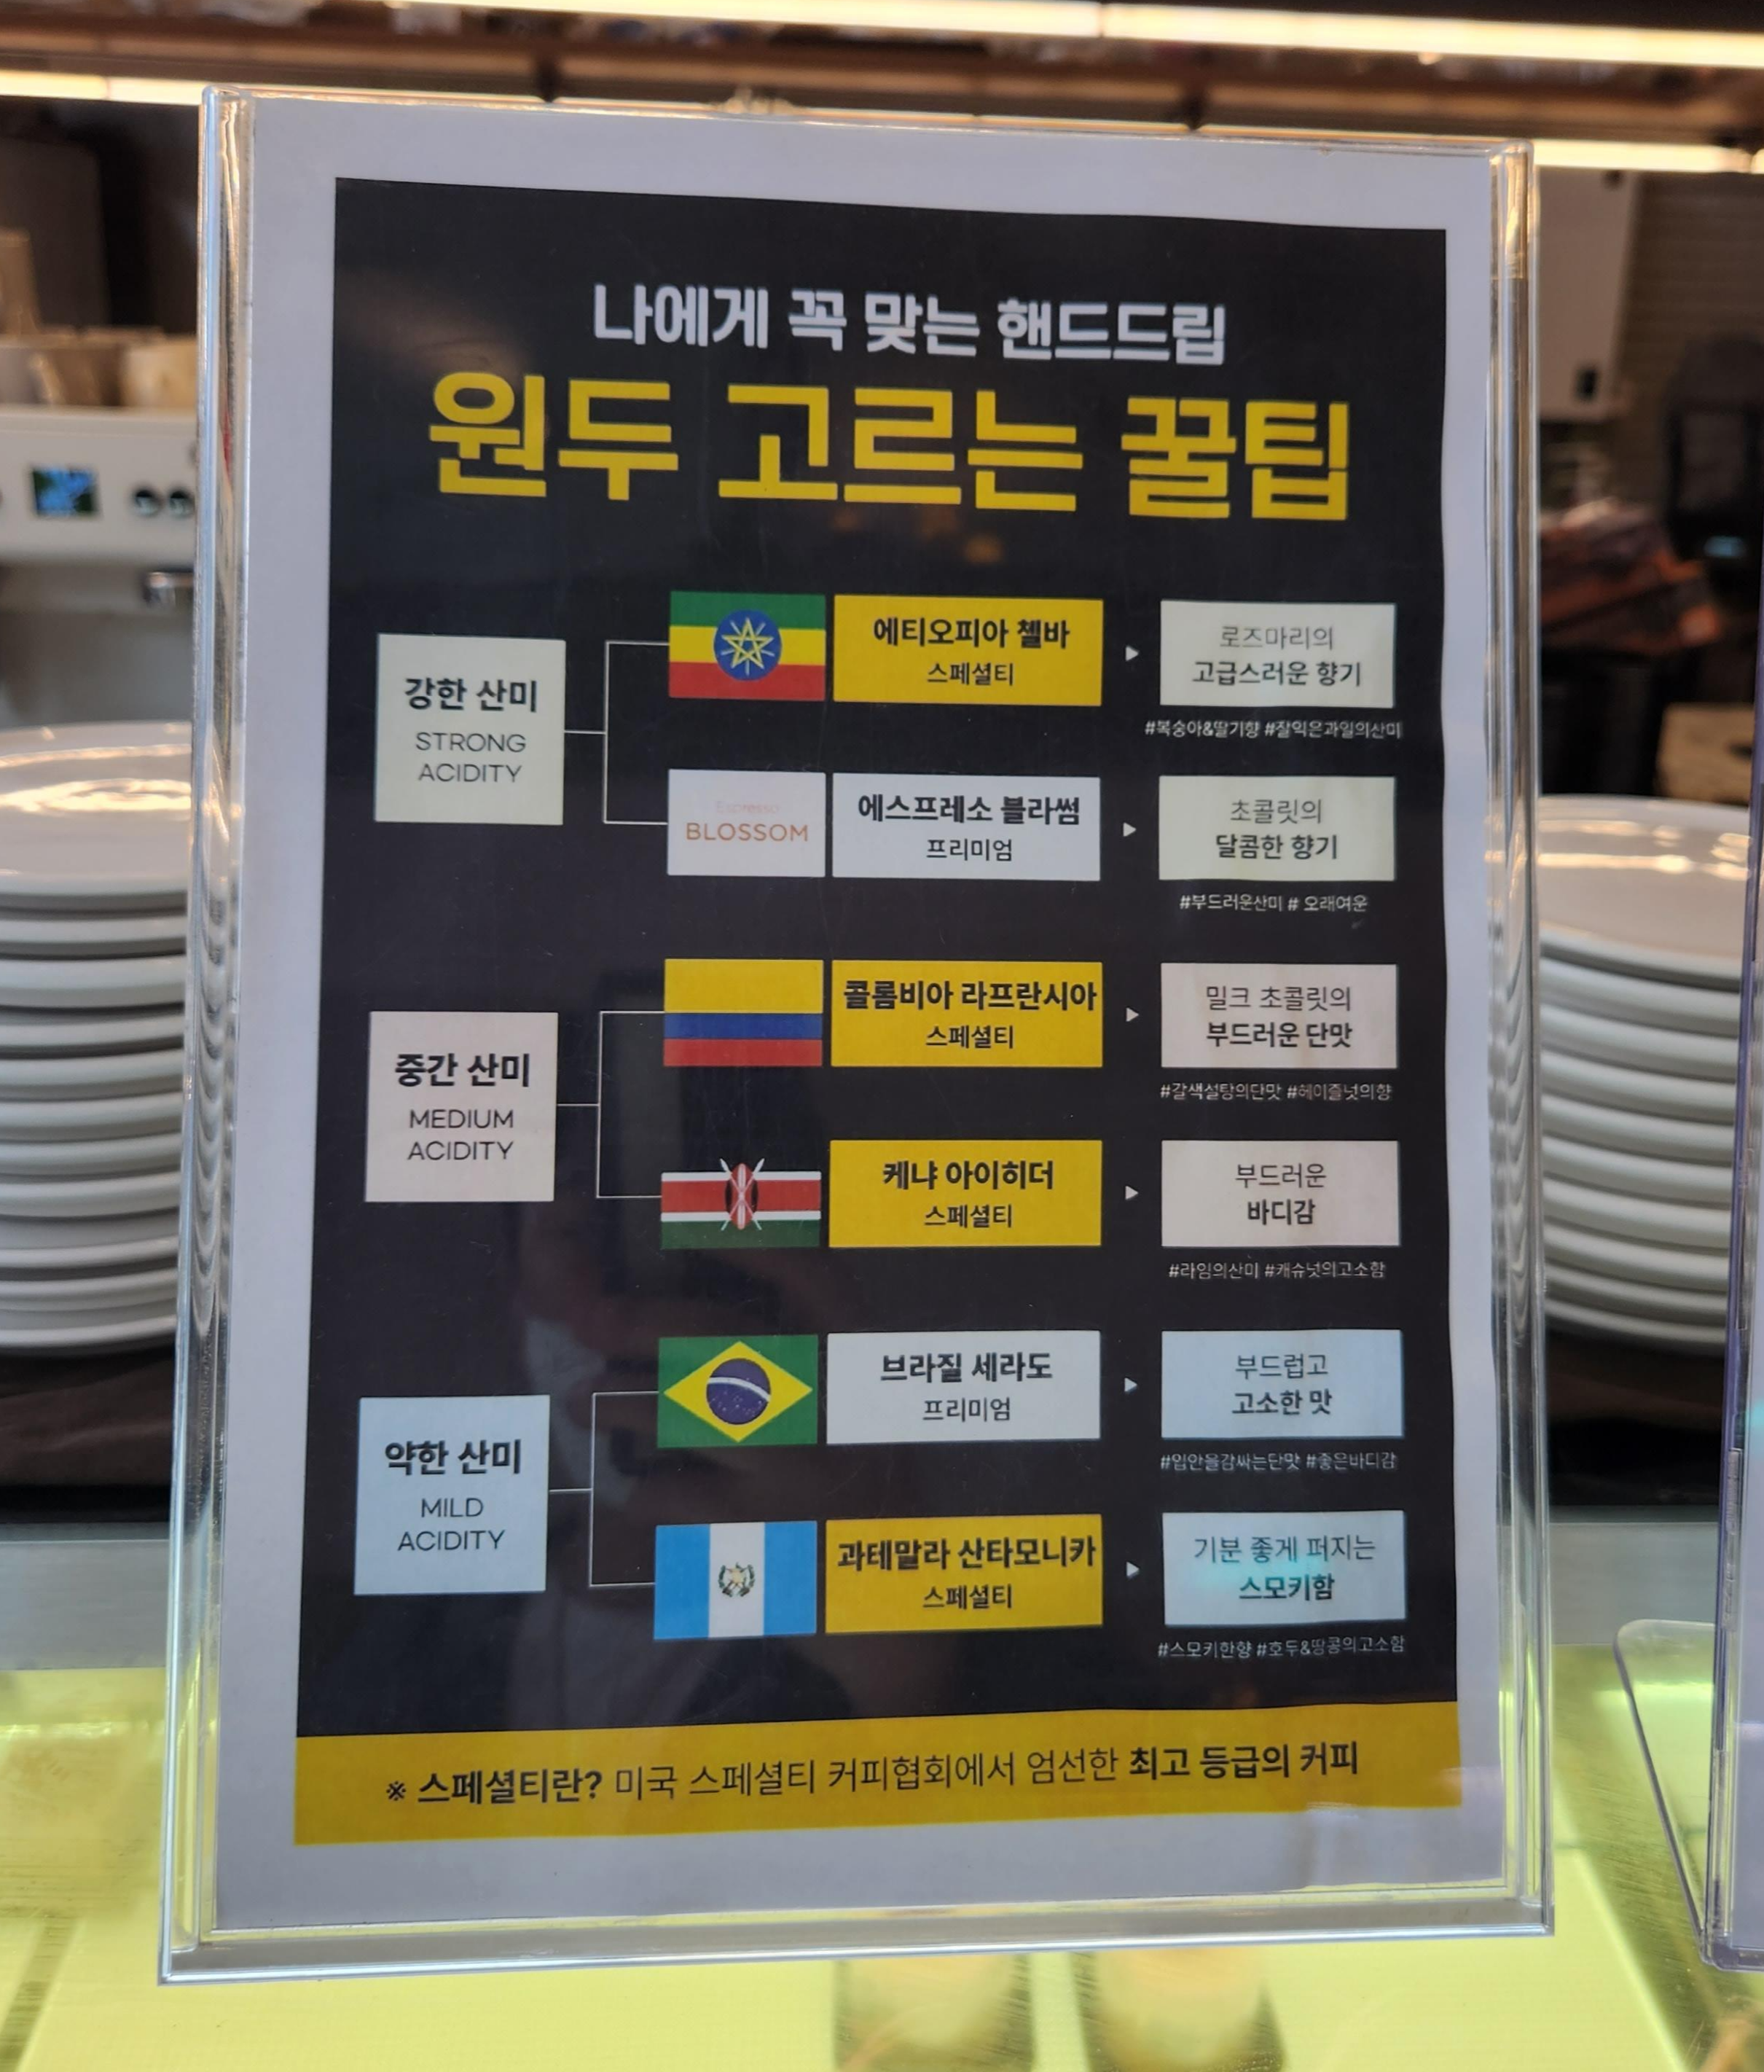 나에게 꼭 맞는 핸드드립
원두 고르는 꿀팁
강한 산미
STRONG
ACIDITY
에티오피아 첼바
스페셜티
로즈마리의
고급스러운 향기
#복숭아&딸기향 #잘익은과일의산미
Espresso
BLOSSOM
에스프레소 블라썸
프리미엄
초콜릿의
달콤한 향기
#부드러운산미 # 오래여운
중간 산미
MEDIUM
ACIDITY
콜롬비아 라프란시아
스페셜티
밀크 초콜릿의
부드러운 단맛
#갈색설탕의단맛 #헤이즐넛의향
케냐 아이히더
스페셜티
부드러운
바디감
#라임의산미 #캐슈넛의고소함
약한 산미
MILD
ACIDITY
브라질 세라도
프리미엄
부드럽고
고소한 맛
#입안을감싸는단맛 #좋은바디감
과테말라 산타모니카
스페셜티
기분 좋게 퍼지는
스모키함
#스모키한향 #호두&땅콩의고소함
※ 스페셜티란? 미국 스페셜티 커피협회에서 엄선한 최고 등급의 커피